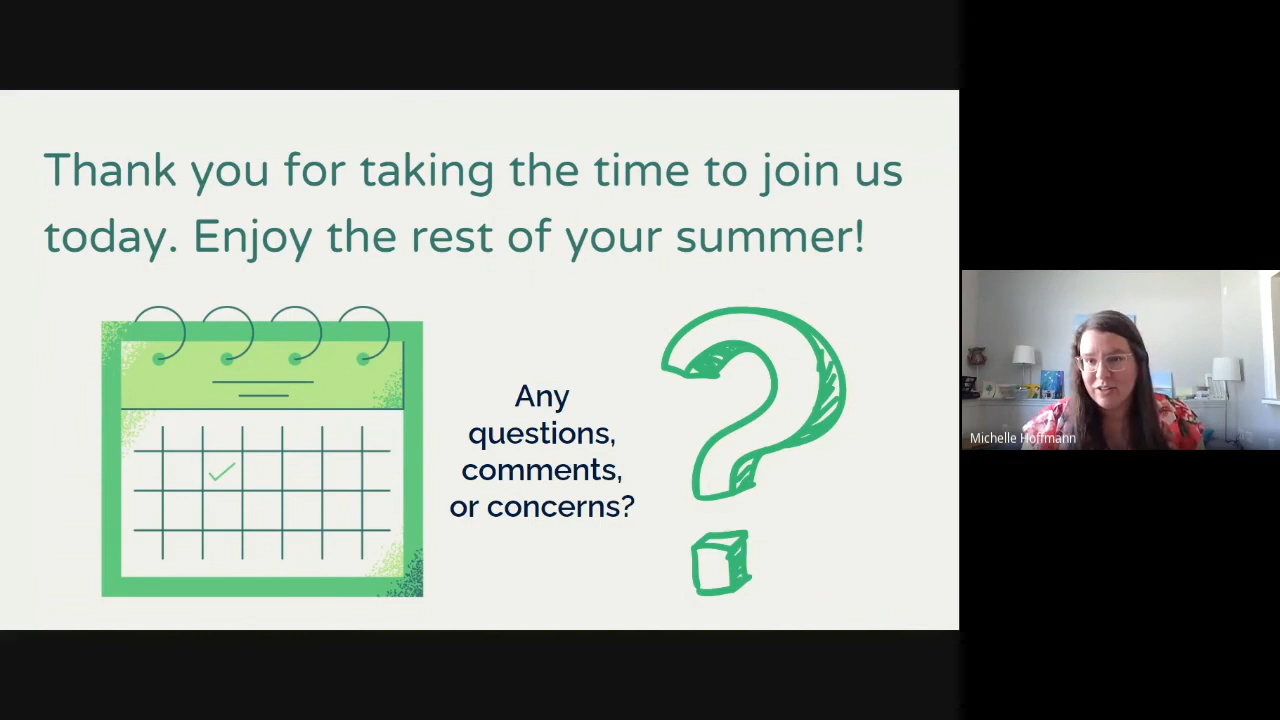 Thank you for taking the time to join us
today. Enjoy the rest of your summer!
Any
questions,
comments,
or concerns?
Michelle Hoffmann